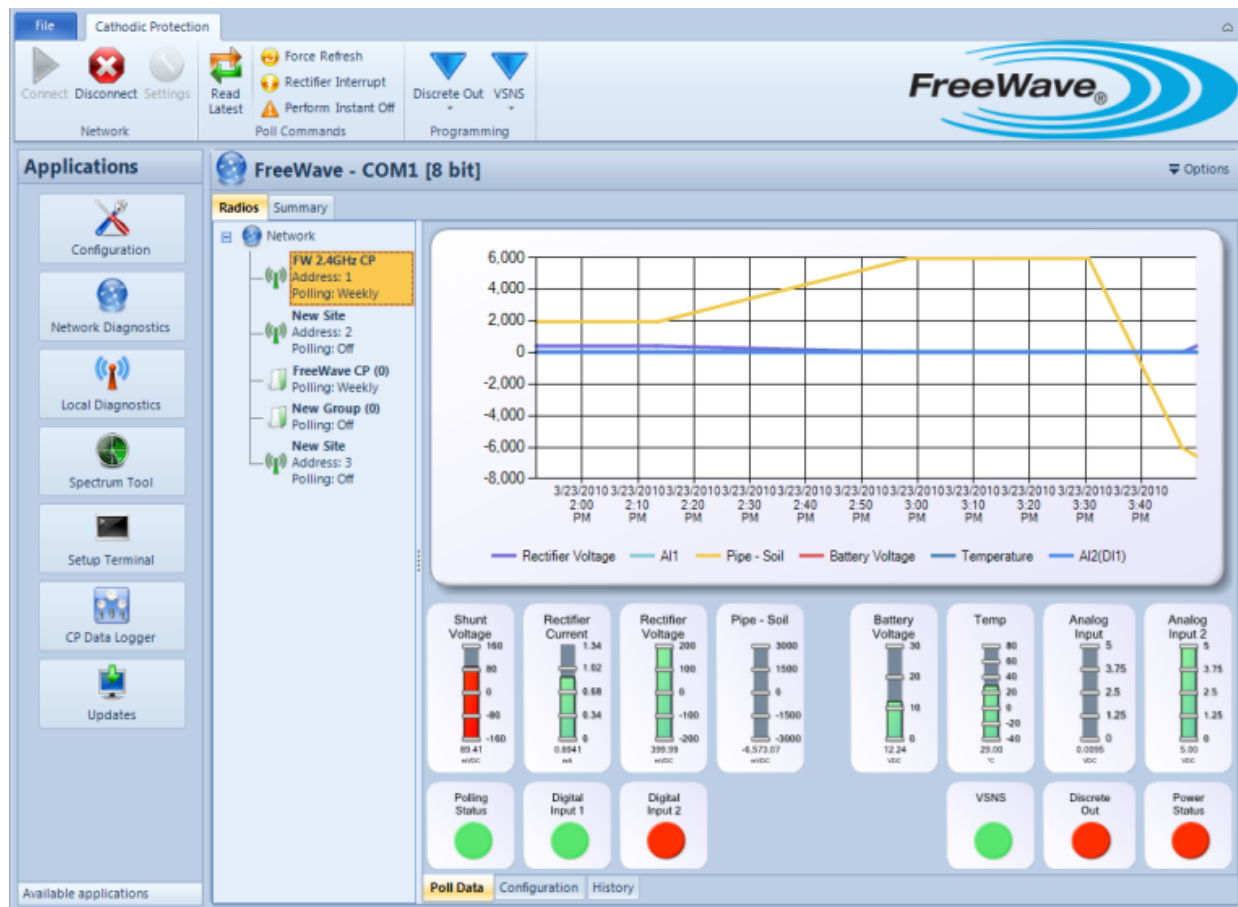 File
Cathodic Protection
Connect Disconnect Settings
Network
Read
Latest
Force Refresh
Rectifier Interrupt
Perform Instant Off
Poll Commands
Discrete Out VSNS
Programming
FreeWave®
Applications
Configuration
Network Diagnostics
Local Diagnostics
Spectrum Tool
Setup Terminal
CP Data Logger
Updates
Available applications
FreeWave - COM1 [8 bit]
Options
Radios Summary
Network
FW 2.4GHz CP
Address: 1
Polling: Weekly
New Site
Address: 2
Polling: Off
FreeWave CP (0)
Polling: Weekly
New Group (0)
Polling: Off
New Site
Address: 3
Polling: Off
6,000
4,000
2,000
0
-2,000
-4,000
-6,000
-8,000
3/23/2010 3/23/2010 3/23/2010 3/23/2010 3/23/2010 3/23/2010 3/23/2010 3/23/2010 3/23/2010 3/23/2010 3/23/2010
2:00 2:10 2:20 2:30 2:40 2:50 3:00 3:10 3:20 3:30 3:40
PM PM PM PM PM PM PM PM PM PM PM
Rectifier Voltage AI1 Pipe - Soil Battery Voltage Temperature AI2(DI1)
Shunt
Voltage
160
80
0
-80
-160
89.41
mVDC
Rectifier
Current
1.34
1.02
0.68
0.34
0
0.8941
mA
Rectifier
Voltage
200
100
0
-100
-200
399.99
mVDC
Pipe - Soil
3000
1500
0
-1500
-3000
-6,573.07
mVDC
Battery
Voltage
30
20
10
0
12.24
VDC
Temp
80
60
40
20
0
-20
-40
29.00
°C
Analog
Input
5
3.75
2.5
1.25
0
0.0095
VDC
Analog
Input 2
5
3.75
2.5
1.25
0
5.00
VDC
Polling
Status
Digital
Input 1
Digital
Input 2
VSNS
Discrete
Out
Power
Status
Poll Data Configuration History